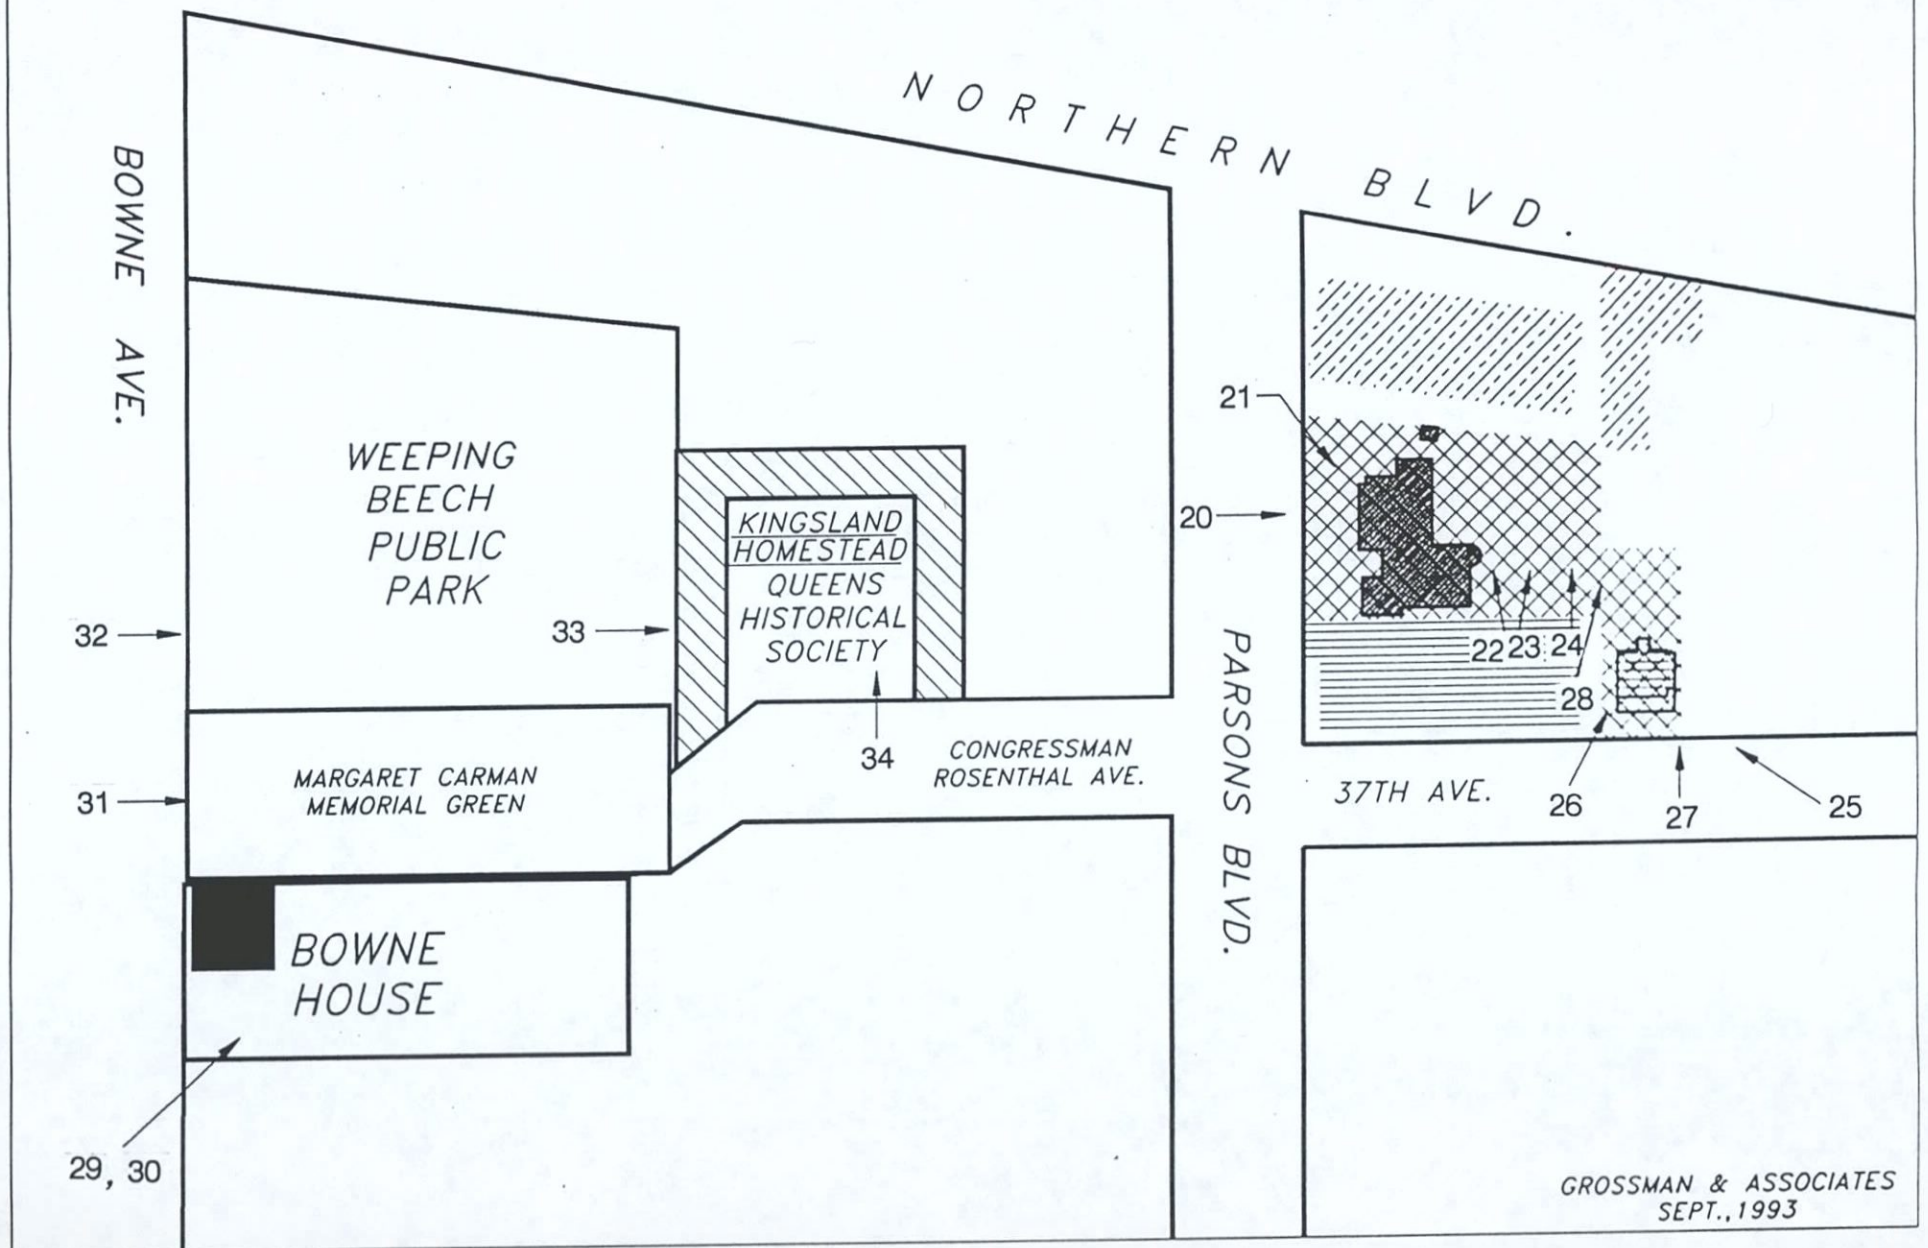 NORTHERN BLVD.
BOWNE AVE.
WEEPING
BEECH
PUBLIC
PARK
KINGSLAND
HOMESTEAD
QUEENS
HISTORICAL
SOCIETY
21
20
22 23 24
28
32
33
34
MARGARET CARMAN
MEMORIAL GREEN
31
CONGRESSMAN
ROSENTHAL AVE.
PARSONS BLVD.
37TH AVE.
26
27
25
BOWNE
HOUSE
29, 30
GROSSMAN & ASSOCIATES
SEPT.,1993